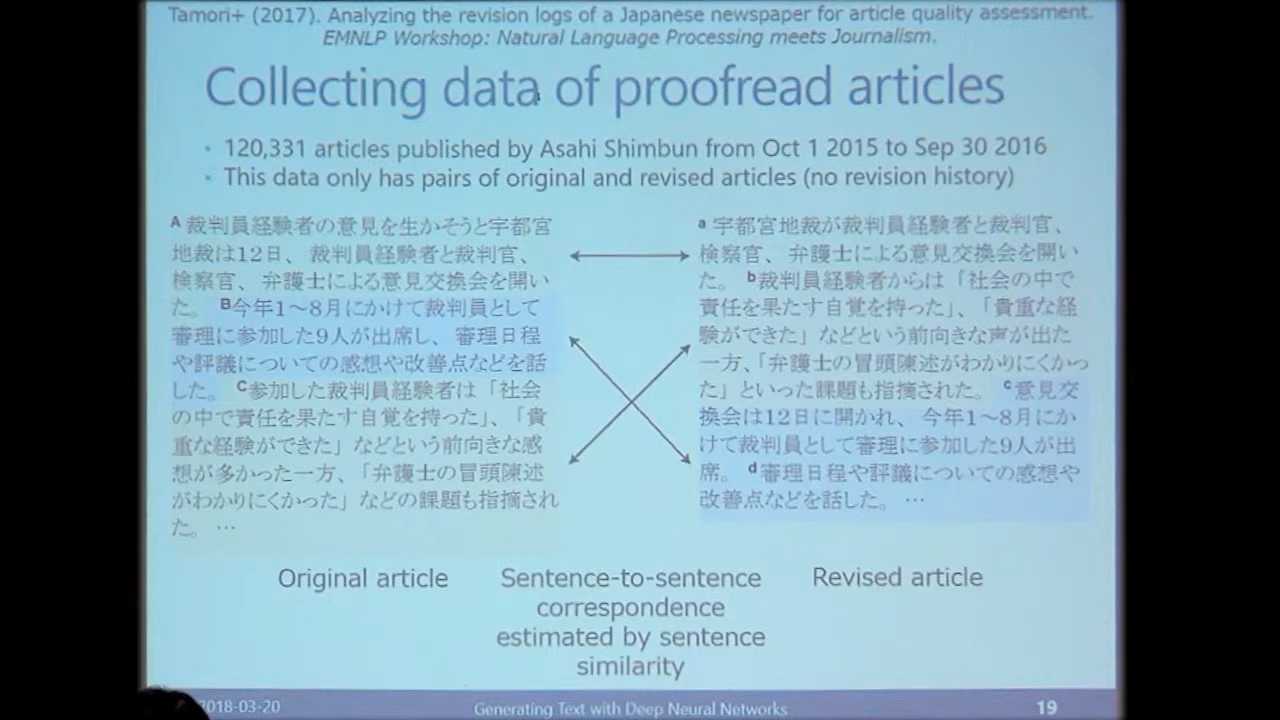 Tamori+ (2017). Analyzing the revision logs of a Japanese newspaper for article quality assessment.
EMNLP Workshop: Natural Language Processing meets Journalism.
Collecting data of proofread articles
• 120,331 articles published by Asahi Shimbun from Oct 1 2015 to Sep 30 2016
• This data only has pairs of original and revised articles (no revision history)
A 裁判員経験者の意見を生かそうと宇都宮
地裁は12日、裁判員経験者と裁判官、
検察官、弁護士による意見交換会を開い
た。 B今年1～8月にかけて裁判員として
審理に参加した9人が出席し、審理日程
や評議についての感想や改善点などを話
した。 C参加した裁判員経験者は「社会
の中で責任を果たす自覚を持った」、「貴
重な経験ができた」などという前向きな感
想が多かった一方、「弁護士の冒頭陳述
がわかりにくかった」などの課題も指摘され
た。 …
a 宇都宮地裁が裁判員経験者と裁判官、
検察官、弁護士による意見交換会を開い
た。 b裁判員経験者からは「社会の中で
責任を果たす自覚を持った」、「貴重な経
験ができた」などという前向きな声が出た
一方、「弁護士の冒頭陳述がわかりにくかっ
た」といった課題も指摘された。 c意見交
換会は12日に開かれ、今年1～8月にか
けて裁判員として審理に参加した9人が出
席。 d審理日程や評議についての感想や
改善点などを話した。 …
Original article
Sentence-to-sentence
correspondence
estimated by sentence
similarity
Revised article
2018-03-20
Generating Text with Deep Neural Networks
19